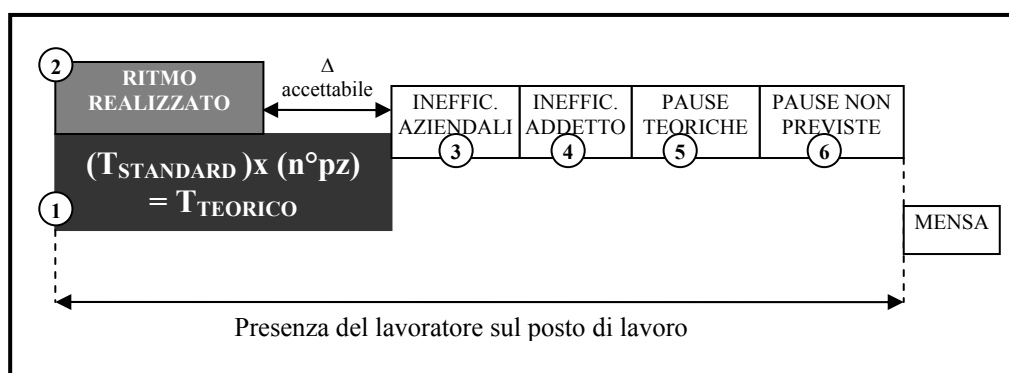 2
RITMO
REALIZZATO
Δ
accettabile
INEFFIC.
AZIENDALI
3
INEFFIC.
ADDETTO
4
PAUSE
TEORICHE
5
PAUSE NON
PREVISTE
6
1
(TSTANDARD )x (n°pz)
= TTEORICO
MENSA
Presenza del lavoratore sul posto di lavoro